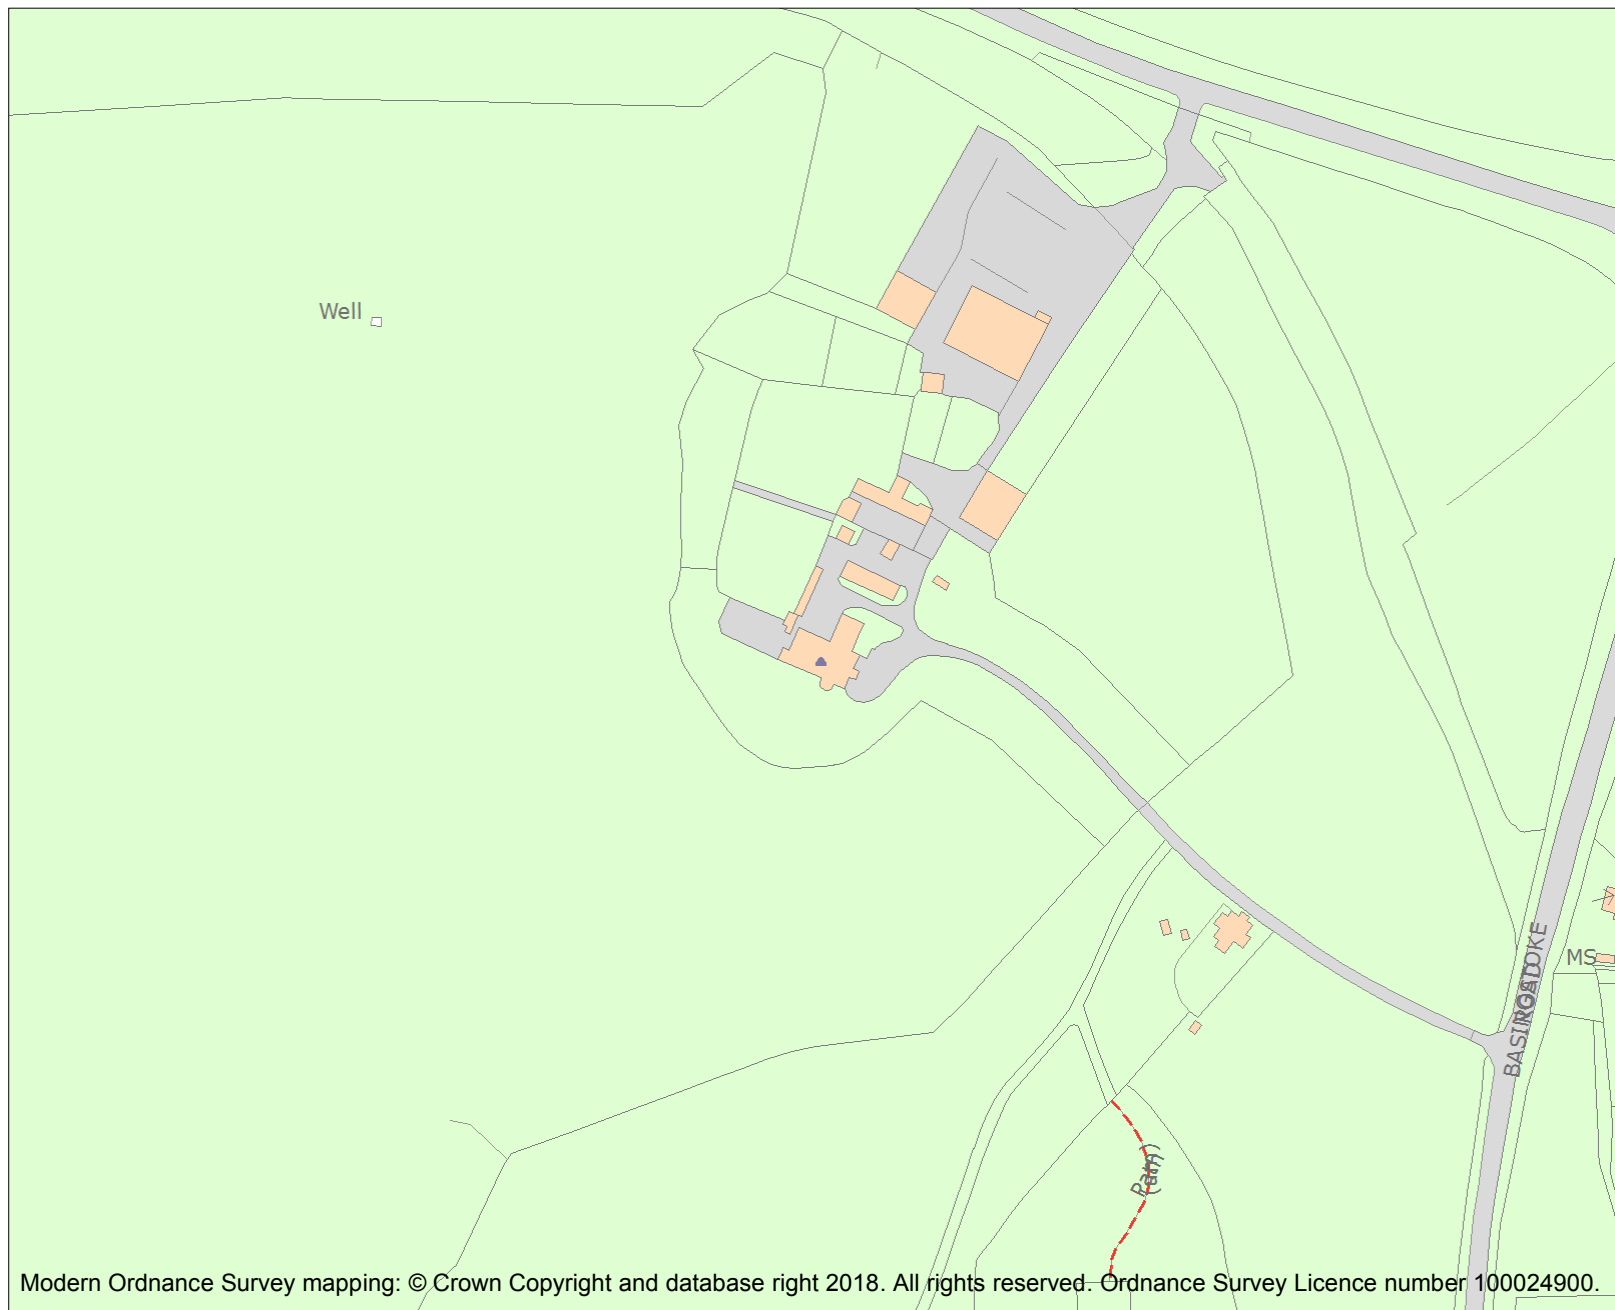 Well
MS
BASINGSTOKE
ROAD
Path
Modern Ordnance Survey mapping: © Crown Copyright and database right 2018. All rights reserved. Ordnance Survey Licence number 100024900.